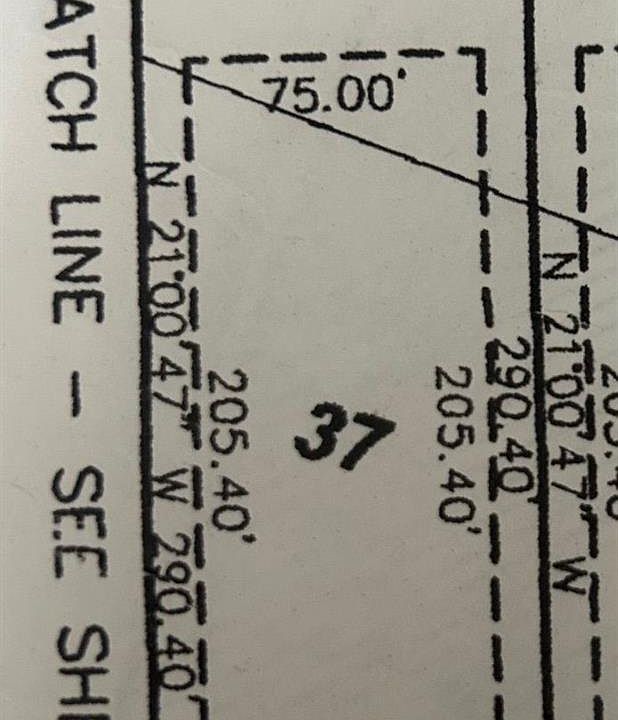 ATCH LINE - SEE SH
75.00'
N 21°00'47" W 290.40'
205.40'
37
205.40'
290.40'
N 21°00'47" W